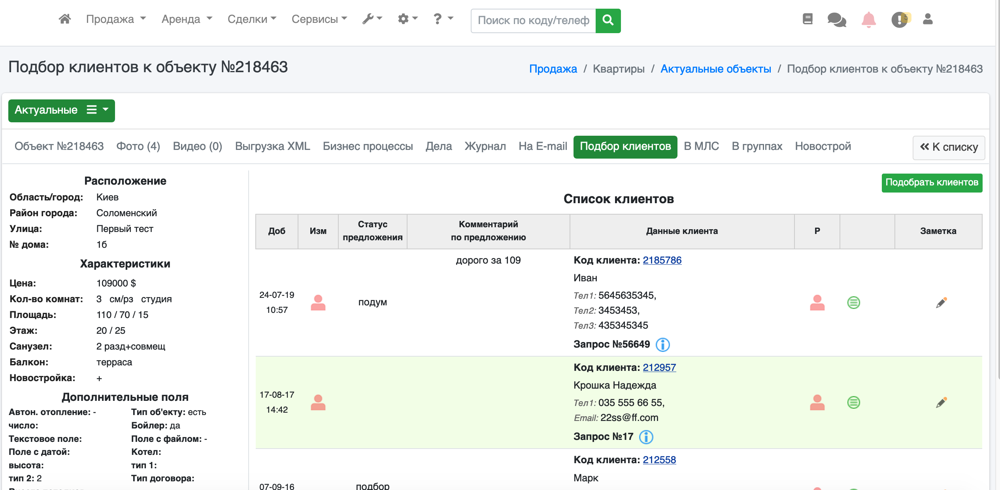 Продажа Аренда Сделки Сервисы ? Поиск по коду/телеф 5
Подбор клиентов к объекту №218463
Продажа / Квартиры / Актуальные объекты / Подбор клиентов к объекту №218463
Актуальные
Объект №218463 Фото (4) Видео (0) Выгрузка XML Бизнес процессы Дела Журнал На E-mail Подбор клиентов В МЛС В группах Новострой « К списку
Расположение
Область/город: Киев
Район города: Соломенский
Улица: Первый тест
№ дома: 1б
Характеристики
Цена: 109000 $
Кол-во комнат: 3 см/рз студия
Площадь: 110 / 70 / 15
Этаж: 20 / 25
Санузел: 2 разд+совмещ
Балкон: терраса
Новостройка: +
Дополнительные поля
Автон. отопление: - Тип об'екту: есть
число: Бойлер: да
Текстовое поле: Поле с файлом: -
Поле с датой: Котел:
высота: тип 1:
тип 2: 2 Тип договора:
Подобрать клиентов
Список клиентов
Доб Изм Статус предложения Комментарий по предложению Данные клиента Р Заметка
24-07-19
10:57
подум
дорого за 109
Код клиента: 2185786
Иван
Тел1: 5645635345,
Тел2: 3453453,
Тел3: 435345345
Запрос №56649
17-08-17
14:42
Код клиента: 212957
Крошка Надежда
Тел1: 035 555 66 55,
Email: 22ss@ff.com
Запрос №17
07-09-16
подбор
Код клиента: 212558
Марк